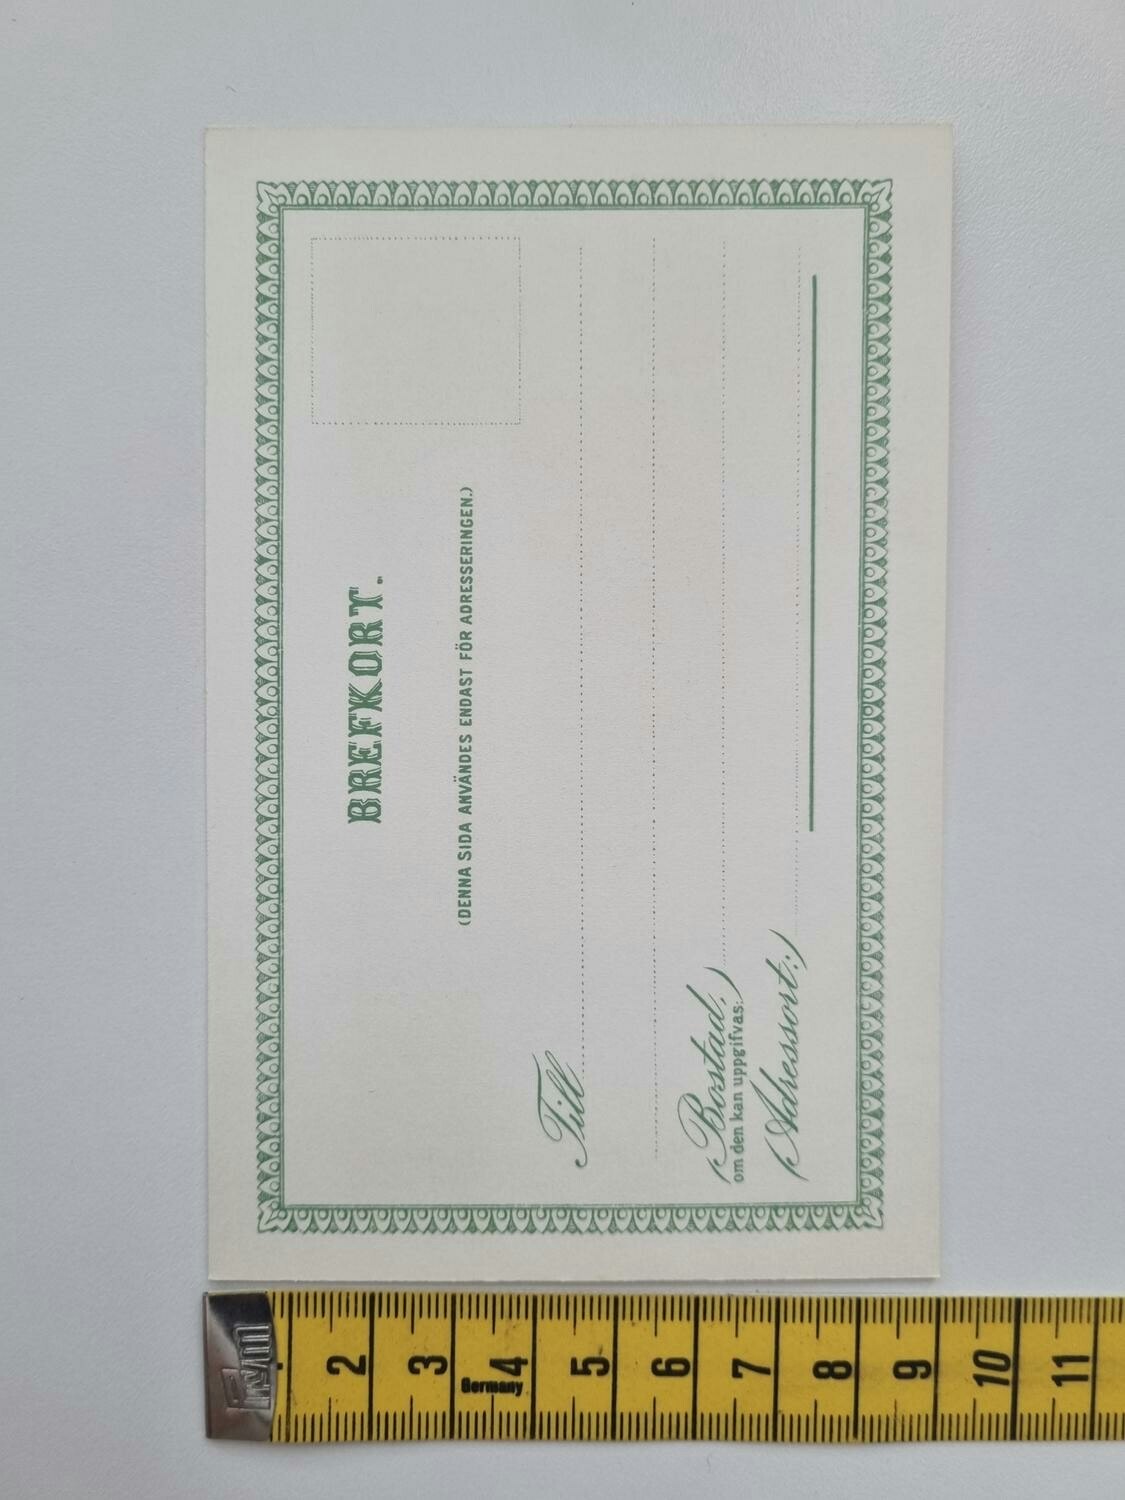 BREFKORT.
(DENNA SIDA ANVÄNDES ENDAST FÖR ADRESSERINGEN.)
Till
(Bostad,)
om den kan uppgifvas:
(Adressort:)
Prym
2 3 4 5 6 7 8 9 10 11
Germany